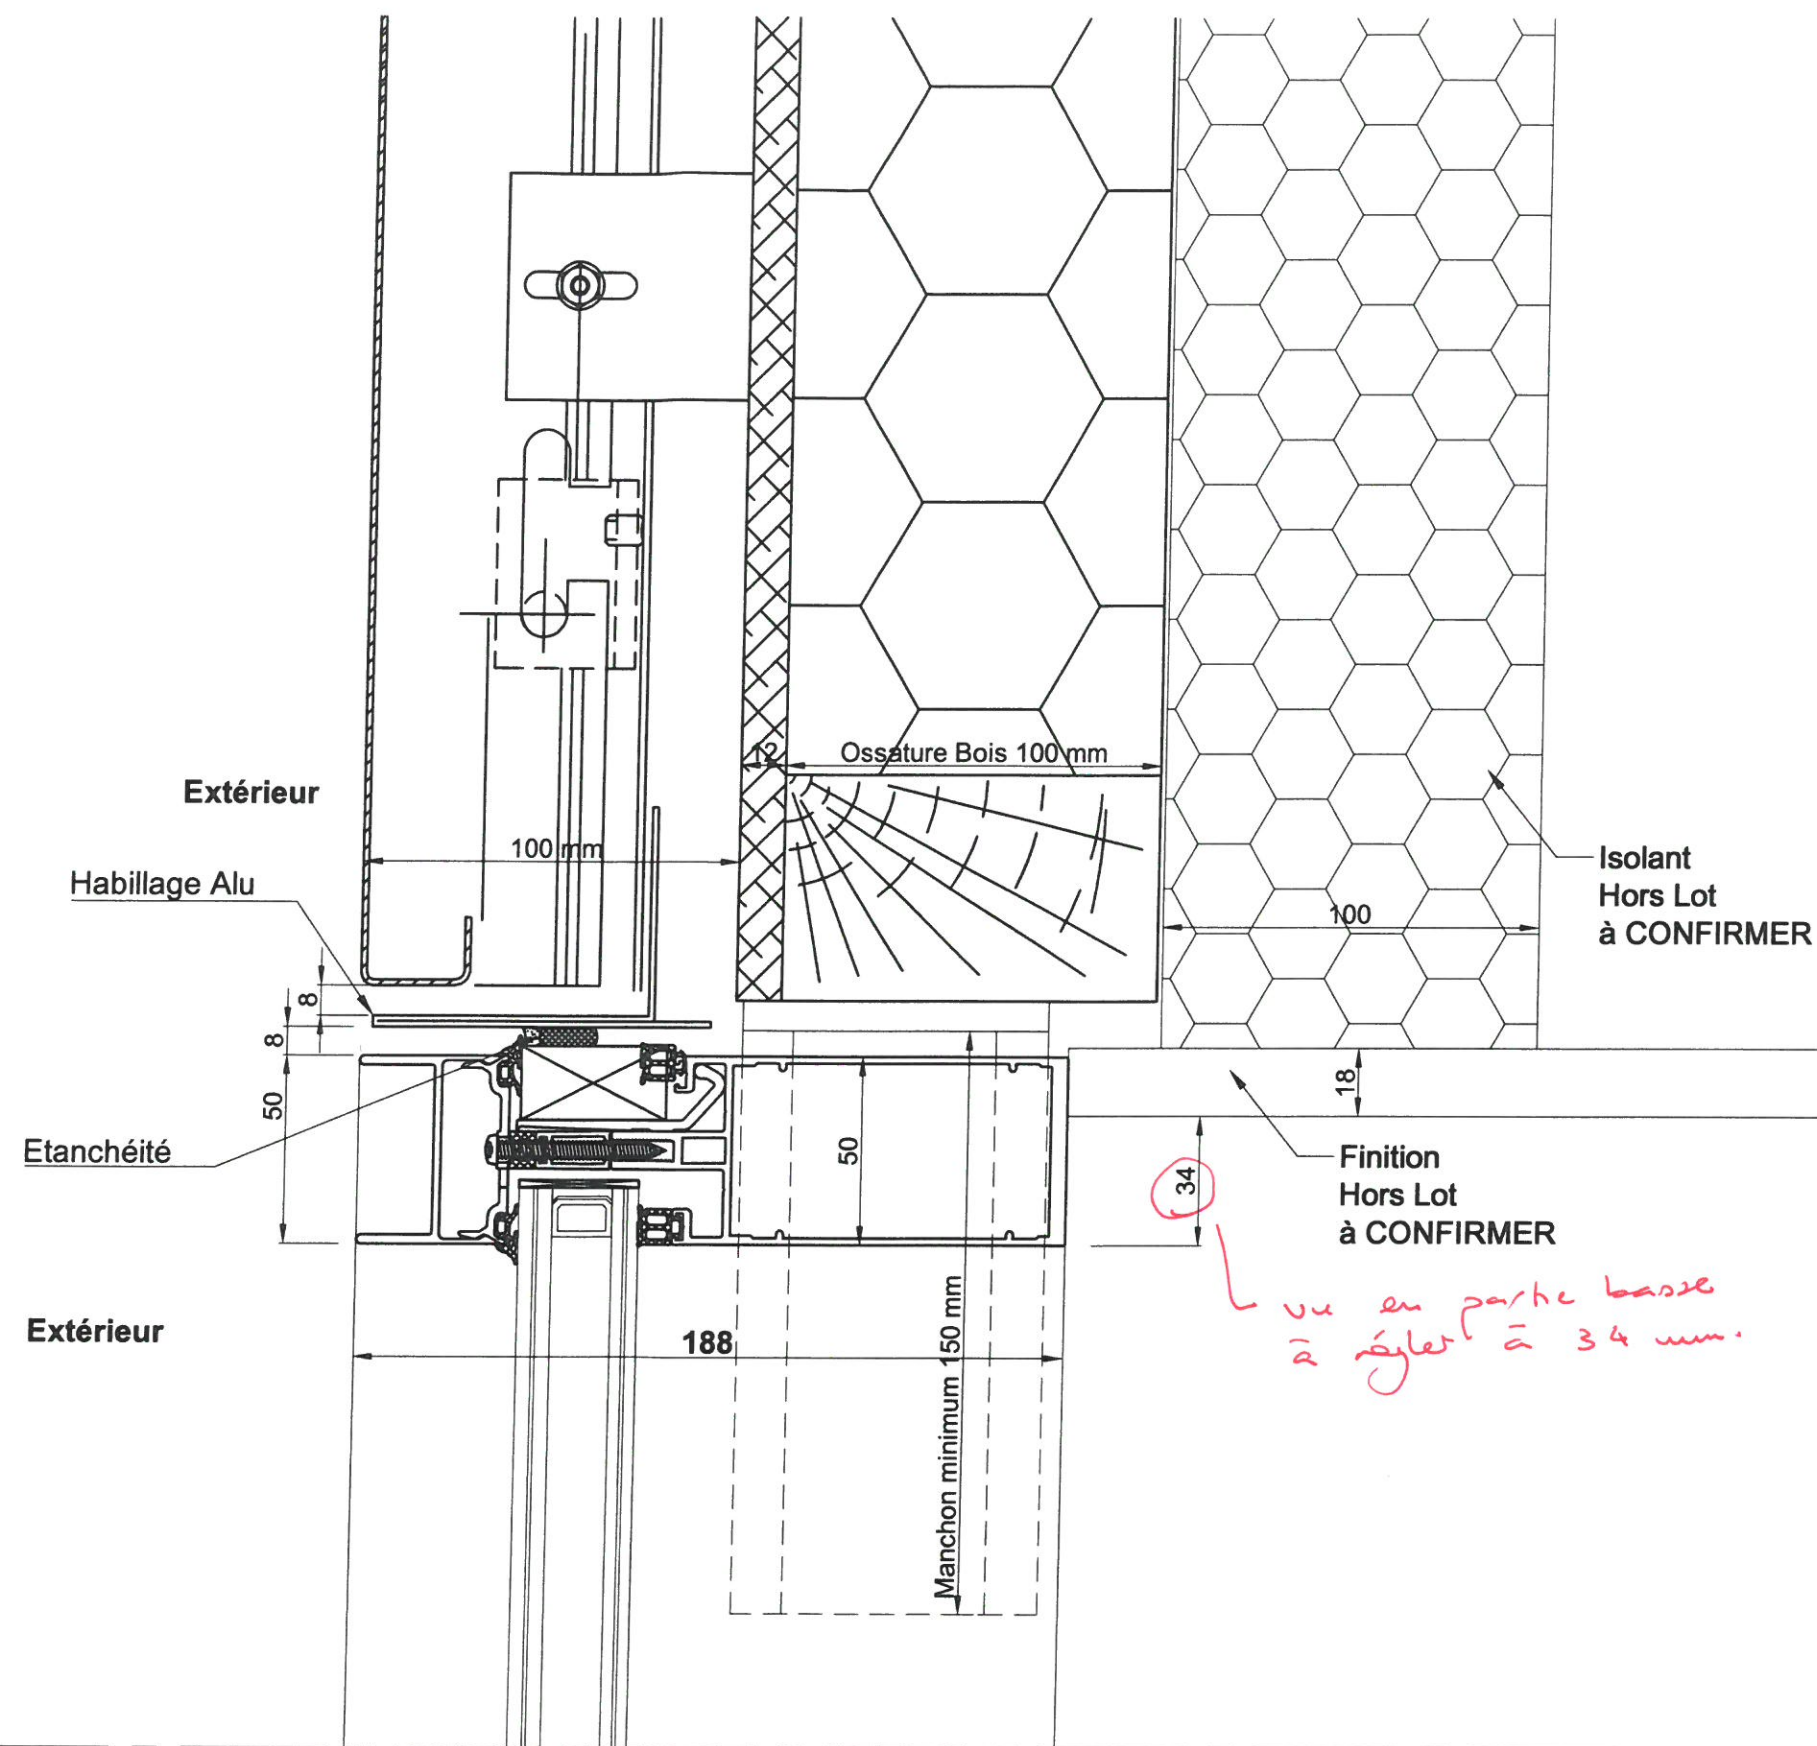 12
Ossature Bois 100 mm
Extérieur
100 mm
Habillage Alu
Isolant
Hors Lot
à CONFIRMER
100
8
8
50
50
18
Etanchéité
34
Finition
Hors Lot
à CONFIRMER
vu en partie basse
à régler à 34 mm.
Extérieur
188
Manchon minimum 150 mm